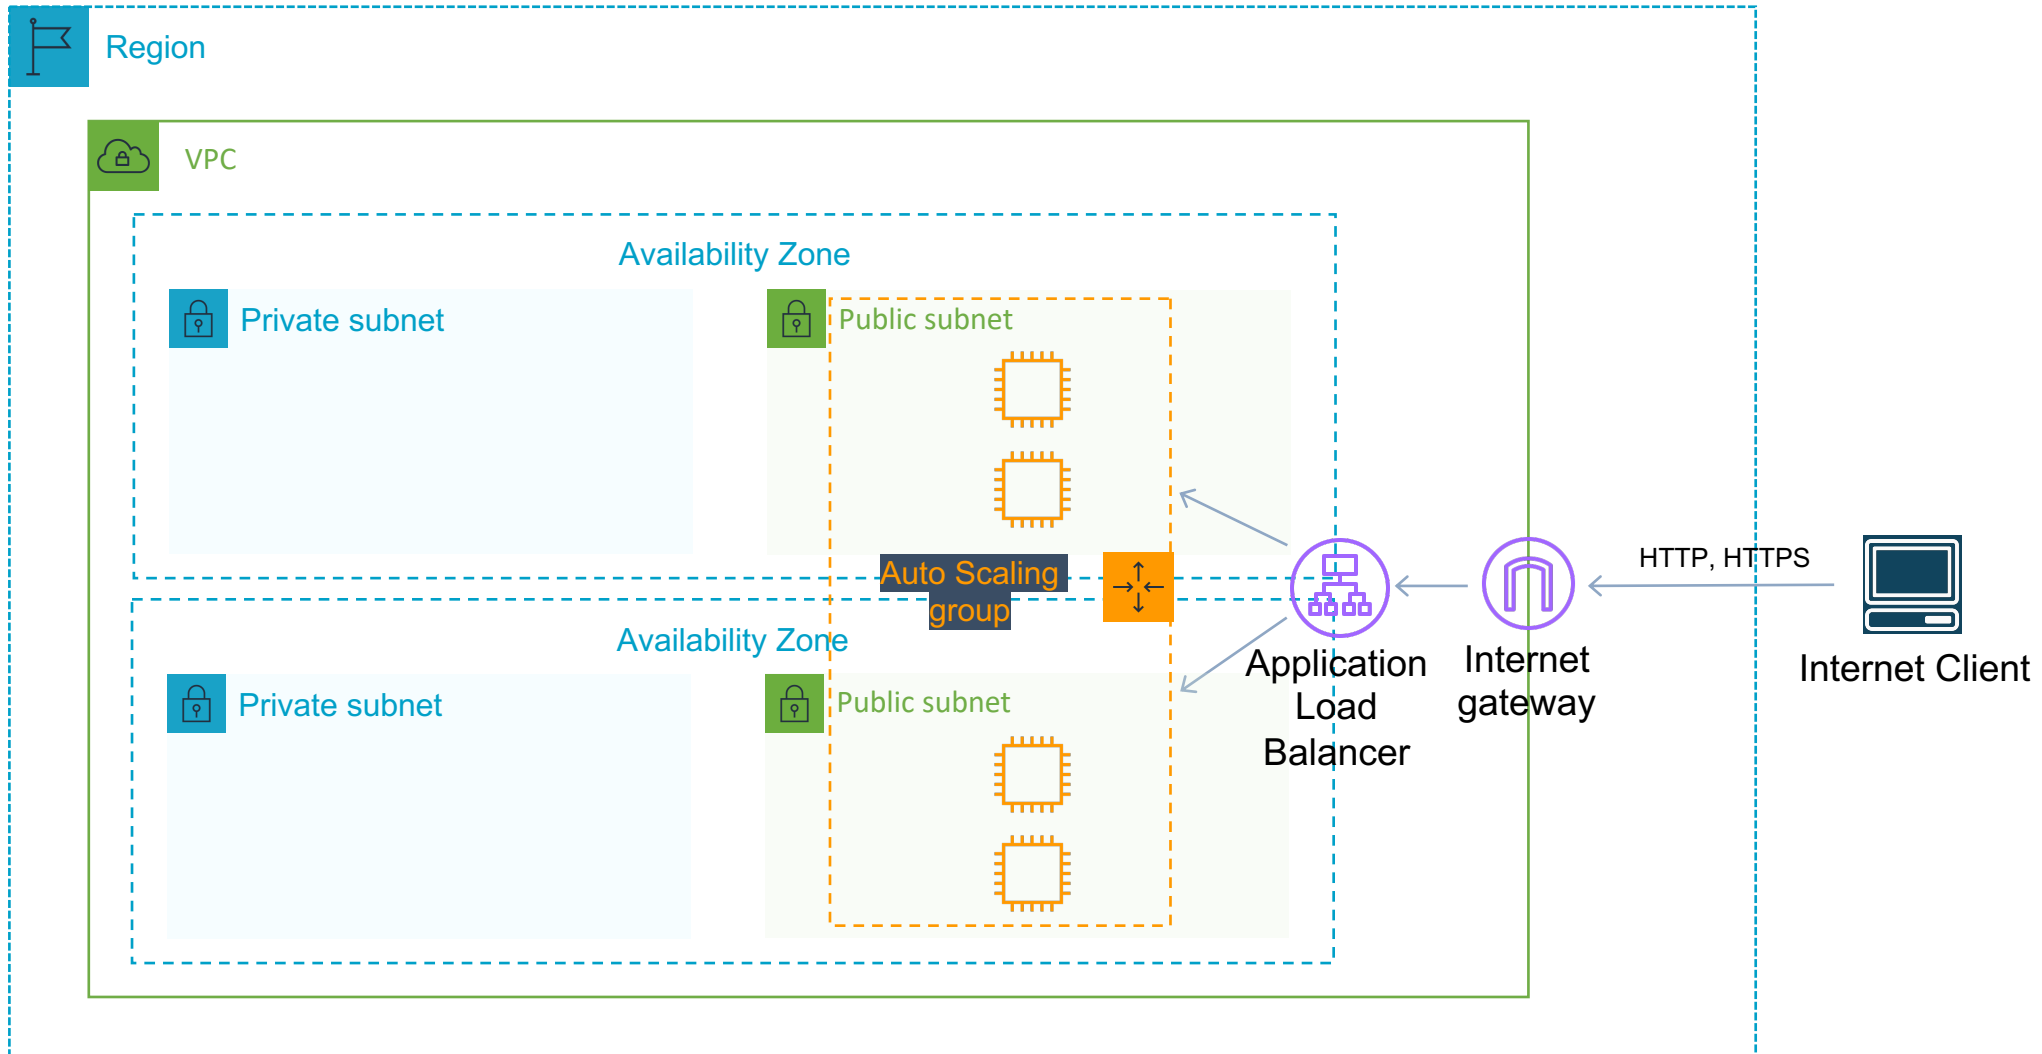 Region
VPC
Availability Zone
Private subnet
Public subnet
Auto Scaling
group
HTTP, HTTPS
Availability Zone
Application
Load
Balancer
Internet
gateway
Internet Client
Private subnet
Public subnet